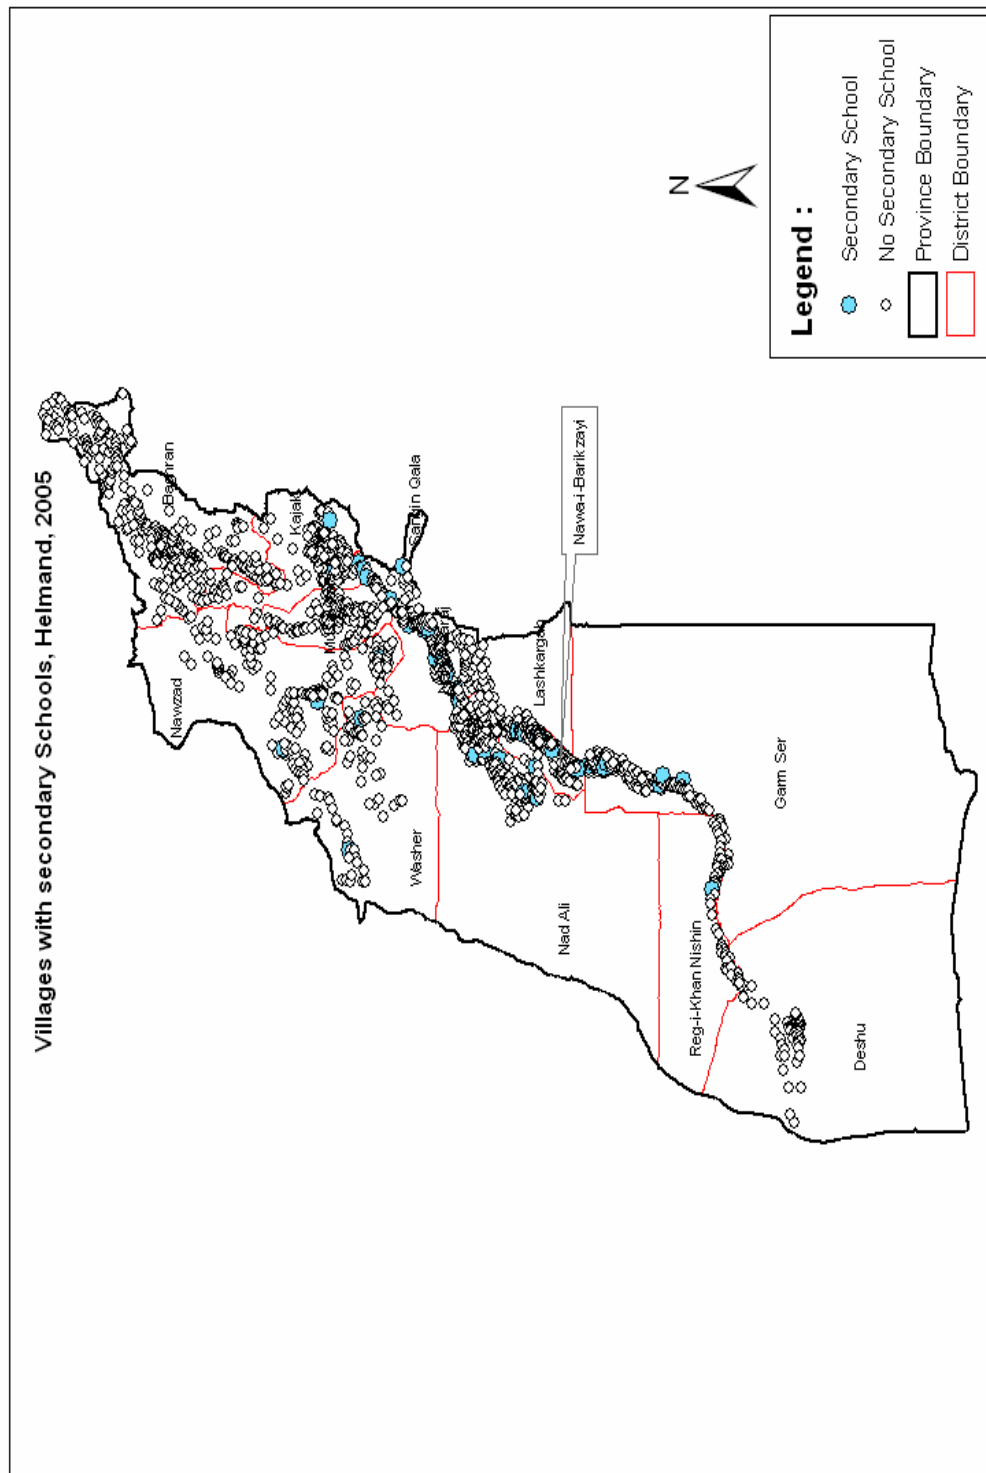 Villages with secondary Schools, Helmand, 2005
Baghran
Nawzad
Kajaki
Sangin Qala
Washer
Lashkargah
Nawa-i-Barikzayi
Nad Ali
Garm Ser
Reg-i-Khan Nishin
Deshu
N
Legend :
Secondary School
No Secondary School
Province Boundary
District Boundary